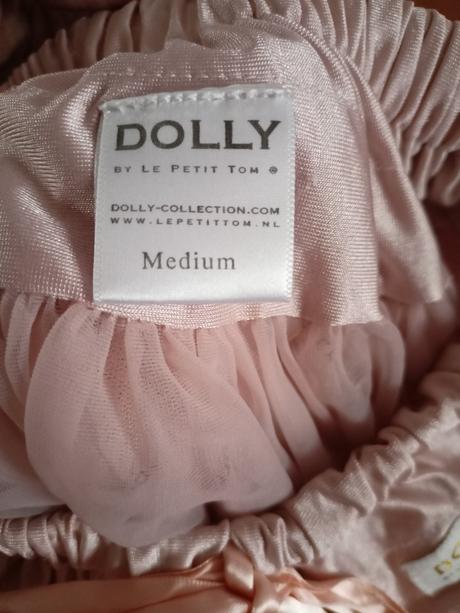 DOLLY
BY LE PETIT TOM ®
DOLLY-COLLECTION.COM
WWW.LEPETITTOM.NL
Medium